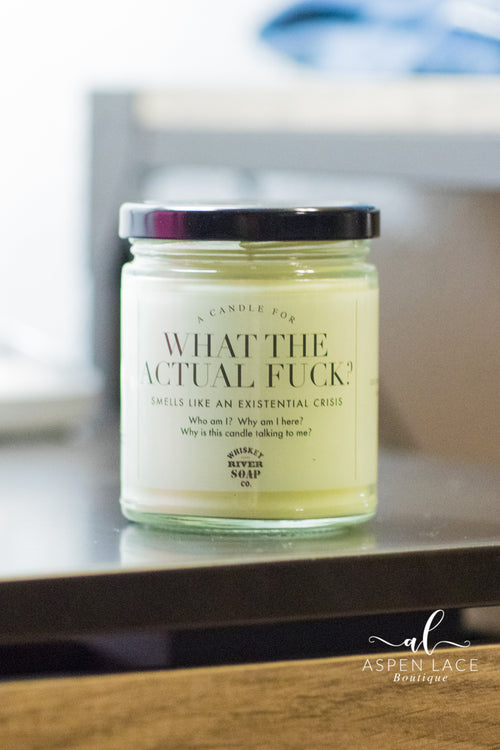 A CANDLE FOR
WHAT THE
ACTUAL FUCK?
SMELLS LIKE AN EXISTENTIAL CRISIS
Who am I? Why am I here?
Why is this candle talking to me?
WHISKEY
RIVER
SOAP
CO.
al
ASPEN LACE
Boutique